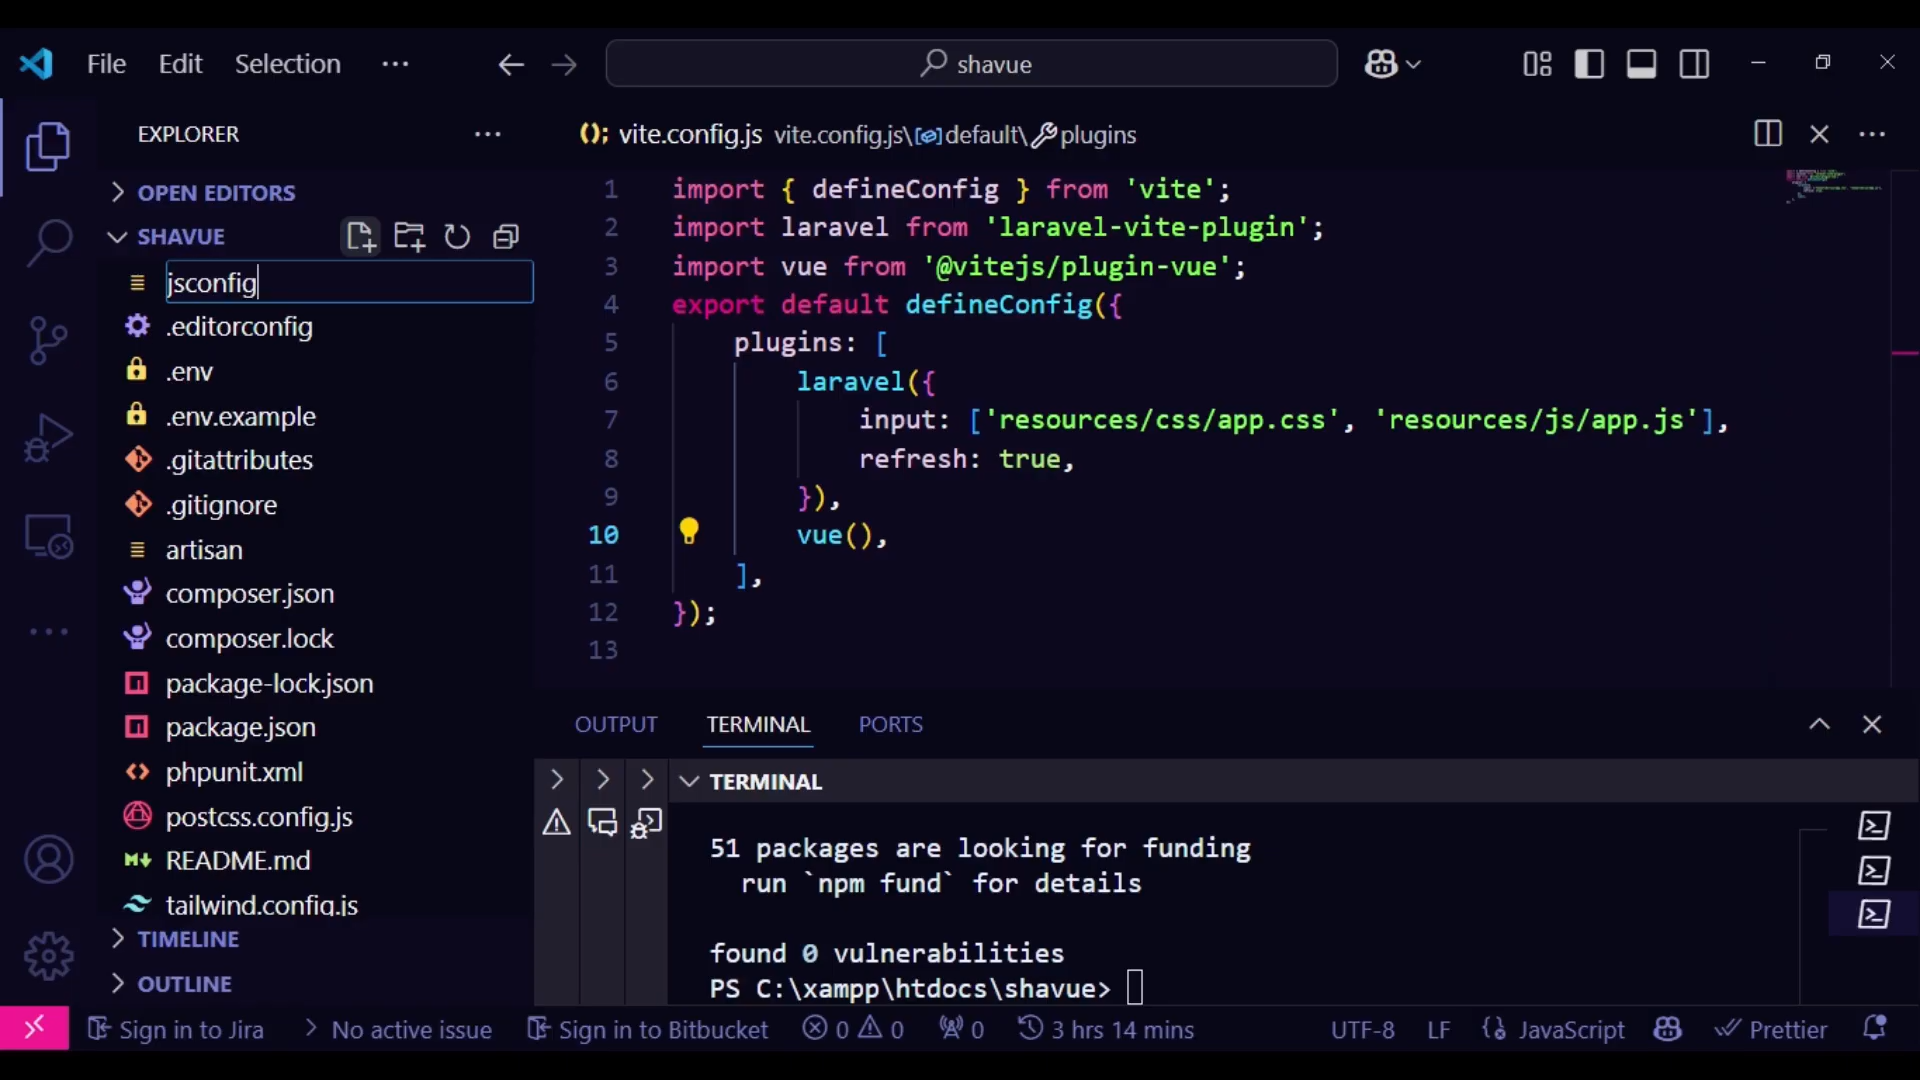 File Edit Selection ··· shavue
EXPLORER ···
OPEN EDITORS
SHAVUE
jsconfig
.editorconfig
.env
.env.example
.gitattributes
.gitignore
artisan
composer.json
composer.lock
package-lock.json
package.json
phpunit.xml
postcss.config.js
README.md
tailwind.config.js
TIMELINE
OUTLINE
vite.config.js vite.config.js\default\plugins
1 import { defineConfig } from 'vite';
2 import laravel from 'laravel-vite-plugin';
3 import vue from '@vitejs/plugin-vue';
4 export default defineConfig({
5 plugins: [
6 laravel({
7 input: ['resources/css/app.css', 'resources/js/app.js'],
8 refresh: true,
9 }),
10 vue(),
11 ],
12 });
13
OUTPUT TERMINAL PORTS
TERMINAL
51 packages are looking for funding
run `npm fund` for details
found 0 vulnerabilities
PS C:\xampp\htdocs\shavue>
Sign in to Jira No active issue Sign in to Bitbucket 0 0 0 3 hrs 14 mins UTF-8 LF JavaScript Prettier